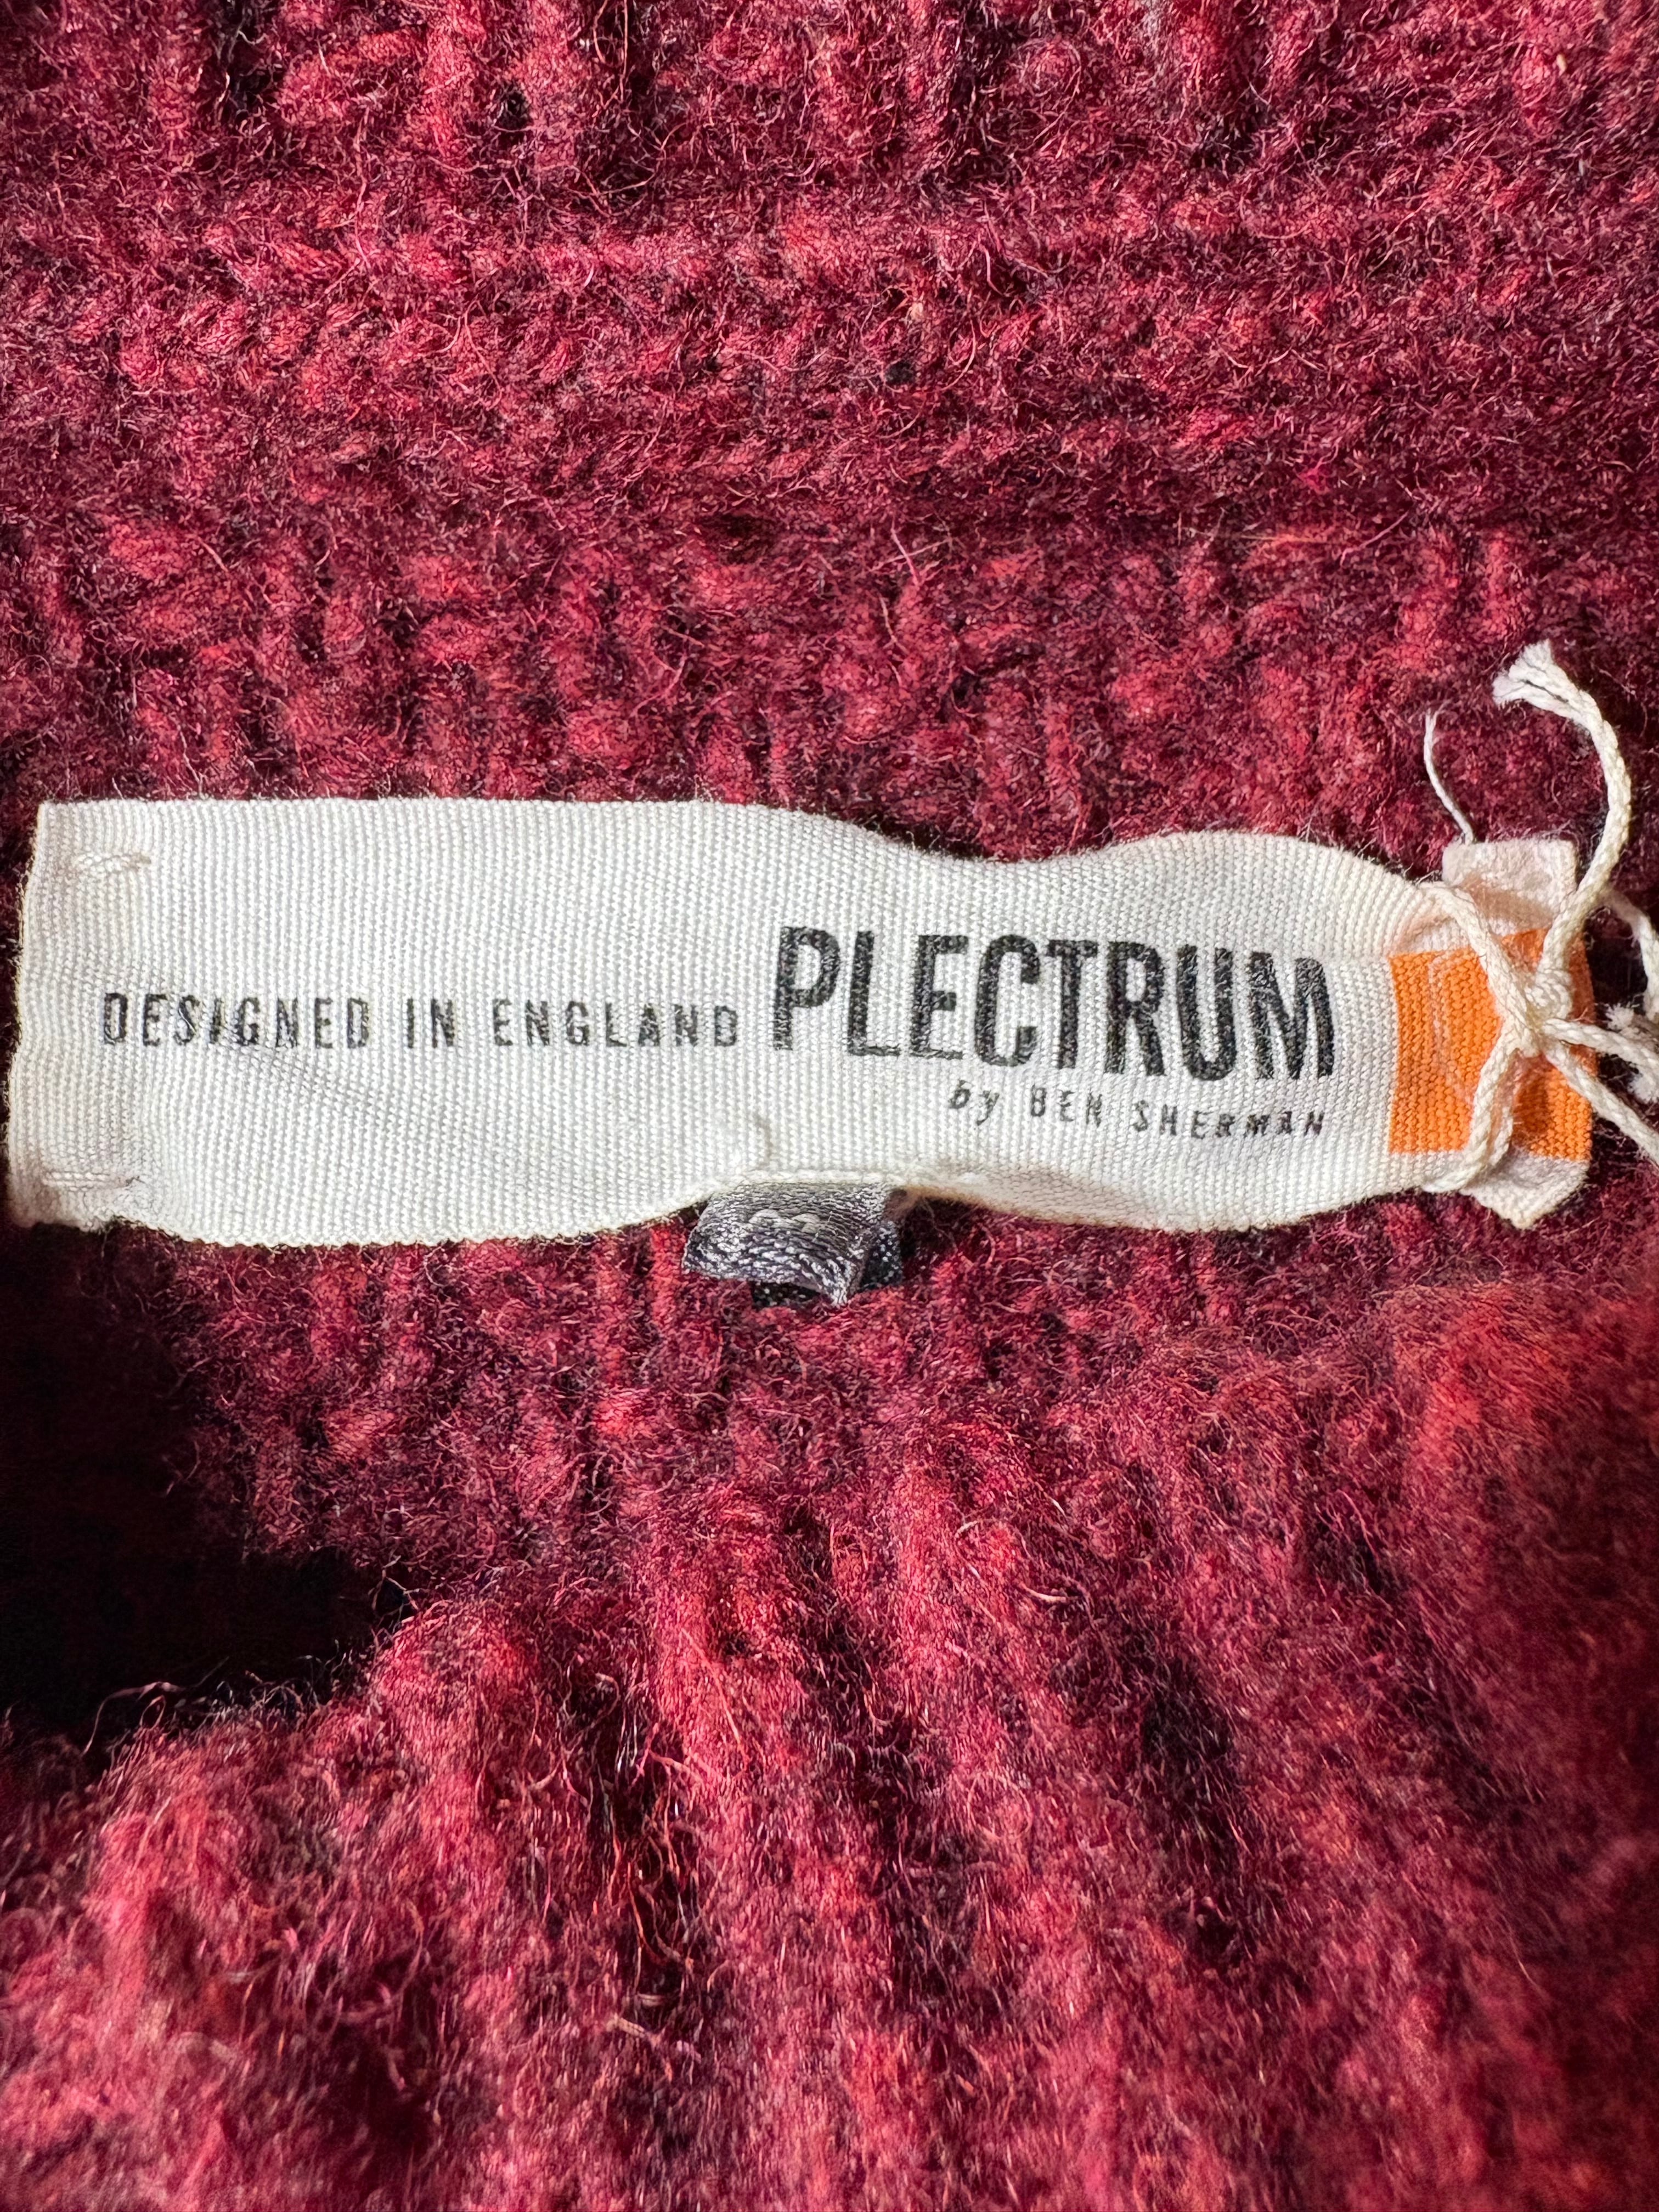 DESIGNED IN ENGLAND PLECTRUM
by BEN SHERMAN